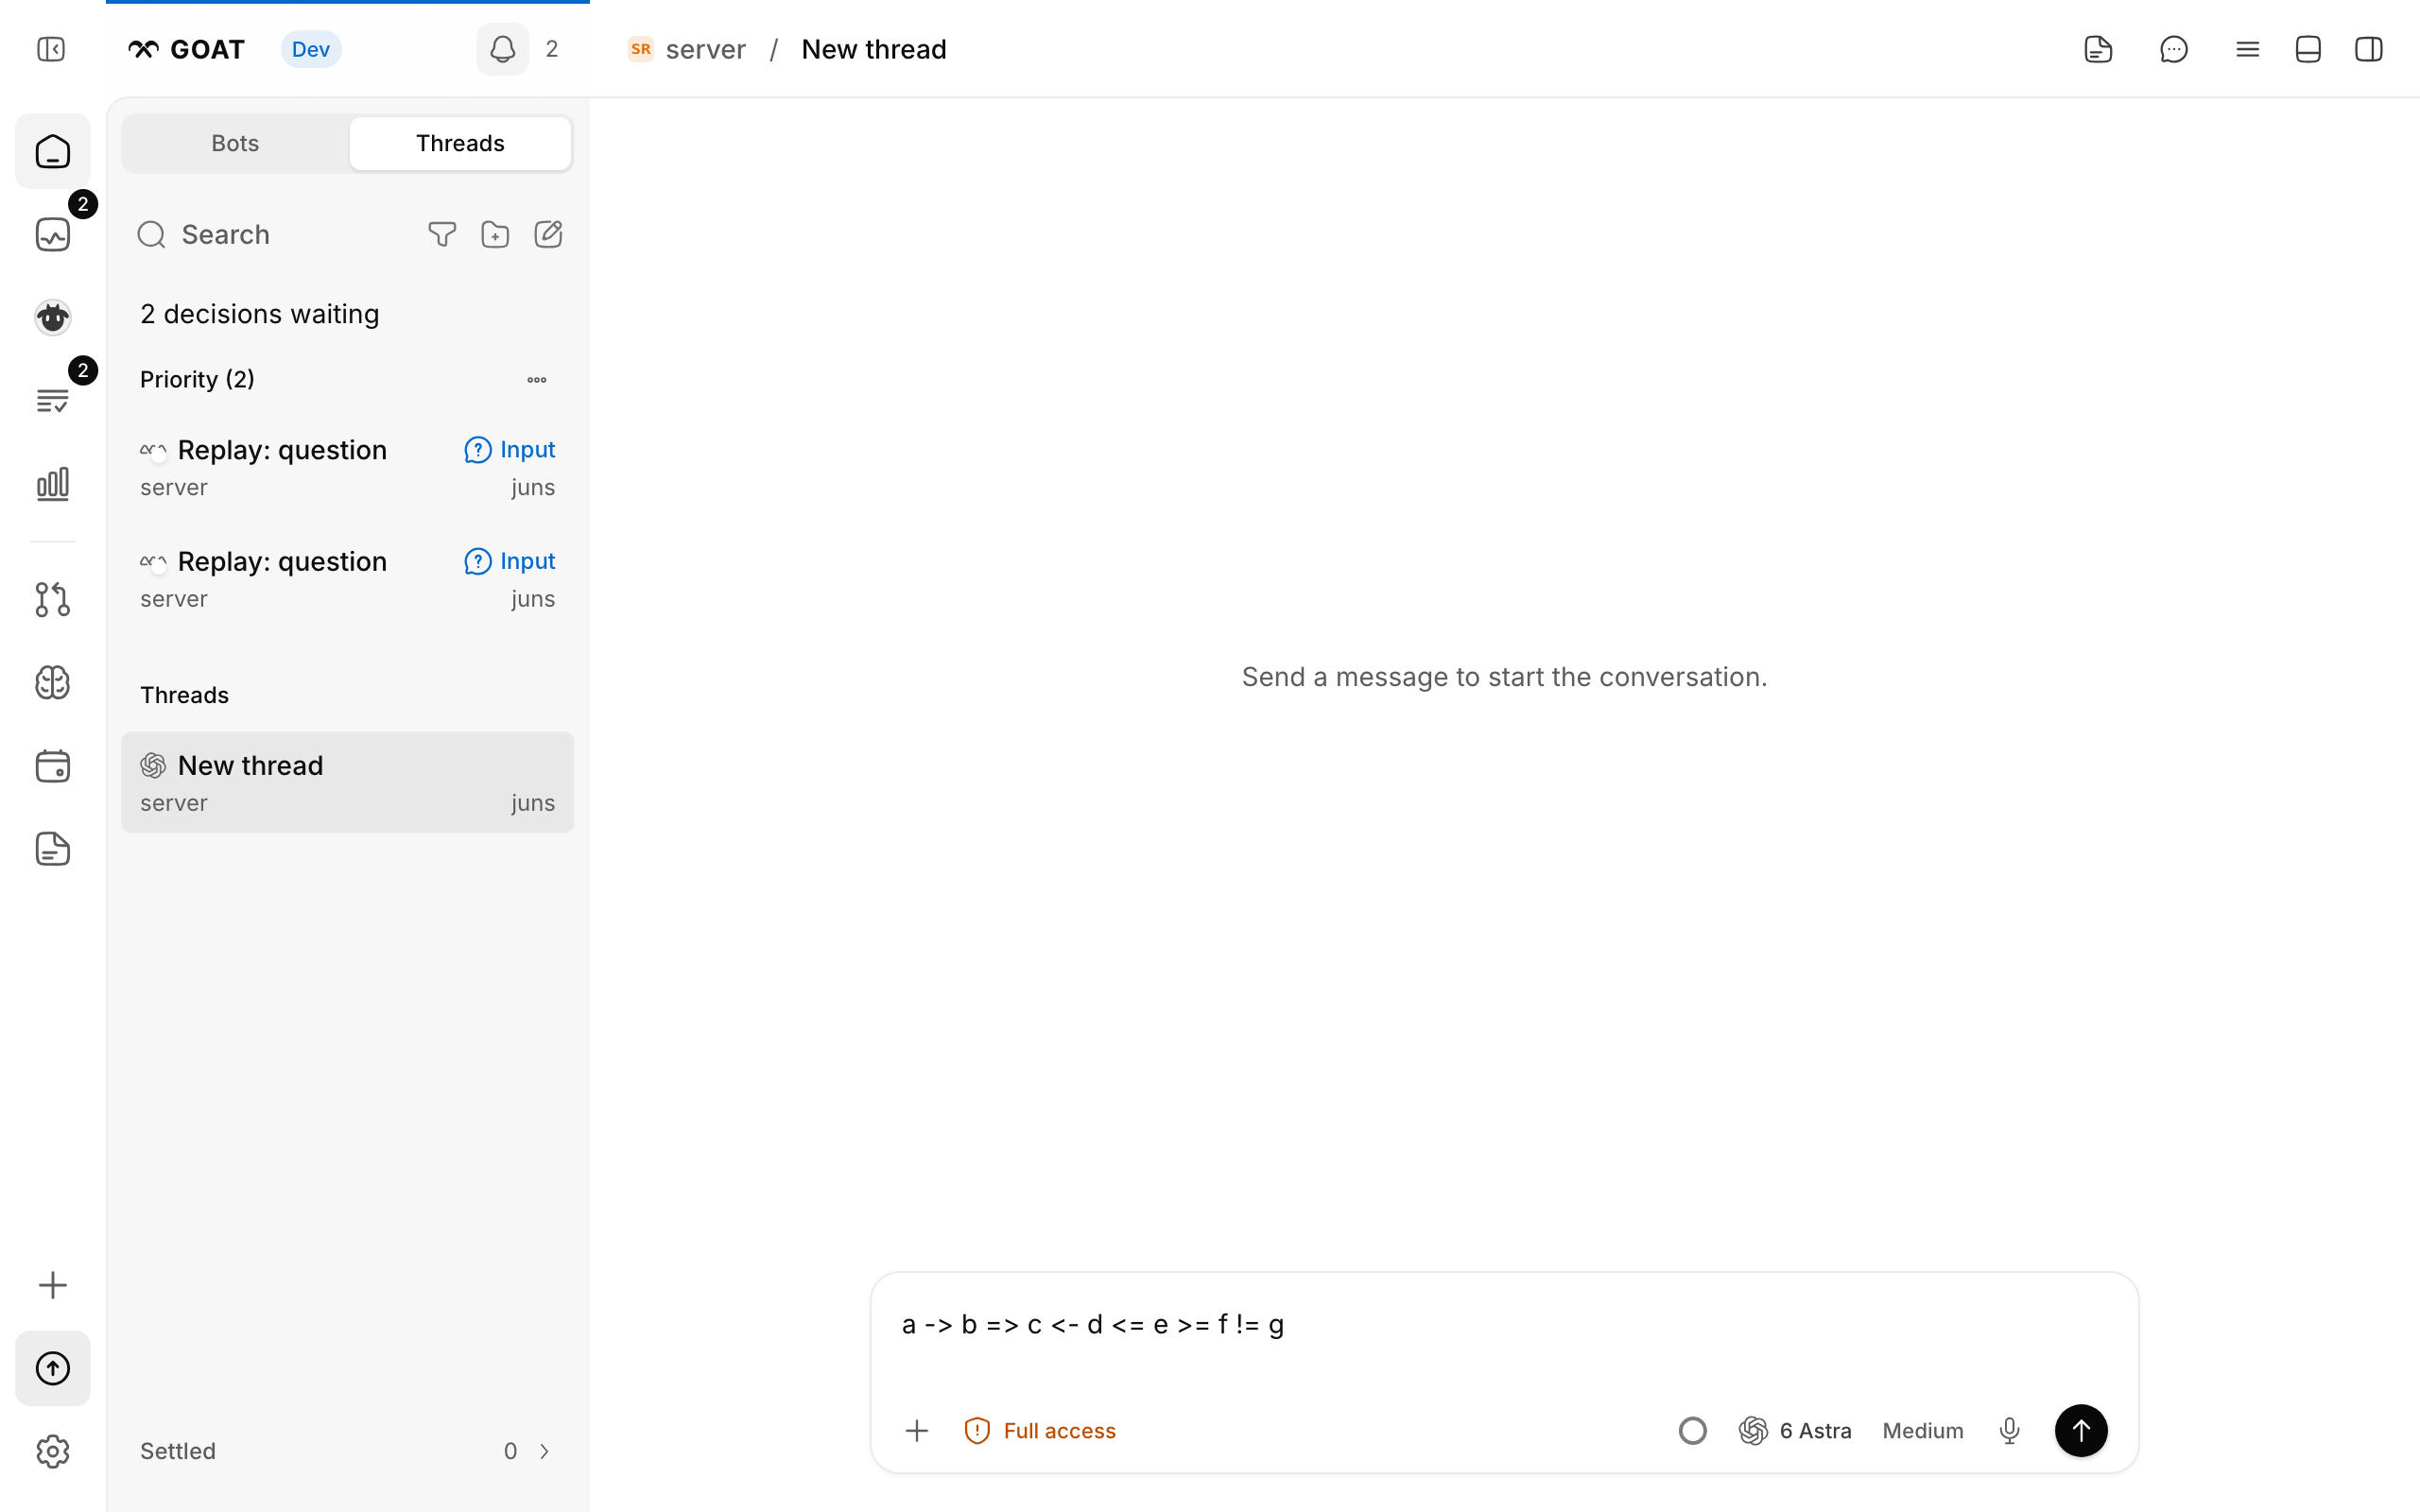 GOAT Dev 2
SR server / New thread
Bots Threads
2
Search
2 decisions waiting
2
Priority (2)
Replay: question Input
server juns
Replay: question Input
server juns
Send a message to start the conversation.
Threads
New thread
server juns
a -> b => c <- d <= e >= f != g
Full access 6 Astra Medium
Settled 0